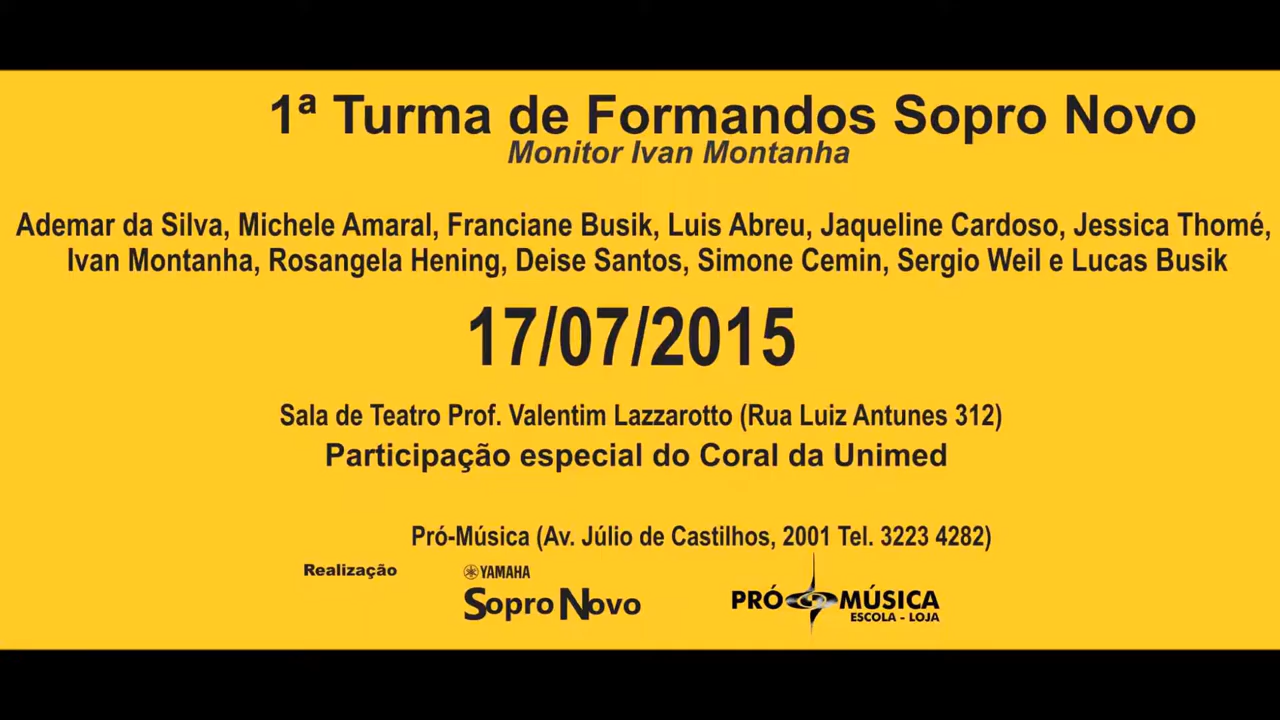 1ª Turma de Formandos Sopro Novo
Monitor Ivan Montanha
Ademar da Silva, Michele Amaral, Franciane Busik, Luis Abreu, Jaqueline Cardoso, Jessica Thomé,
Ivan Montanha, Rosangela Hening, Deise Santos, Simone Cemin, Sergio Weil e Lucas Busik
17/07/2015
Sala de Teatro Prof. Valentim Lazzarotto (Rua Luiz Antunes 312)
Participação especial do Coral da Unimed
Pró-Música (Av. Júlio de Castilhos, 2001 Tel. 3223 4282)
Realização
YAMAHA
Sopro Novo
PRÓ MÚSICA
ESCOLA - LOJA